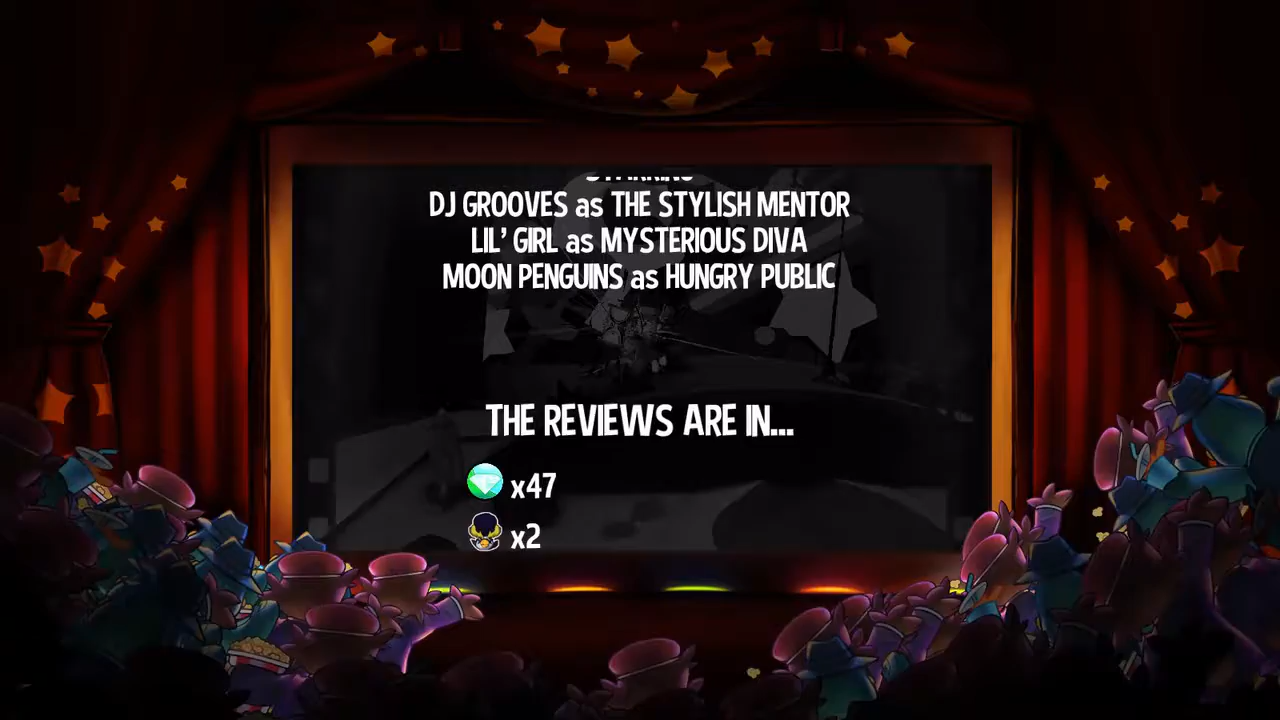 DJ GROOVES as THE STYLISH MENTOR
LIL' GIRL as MYSTERIOUS DIVA
MOON PENGUINS as HUNGRY PUBLIC
THE REVIEWS ARE IN...
x47
x2